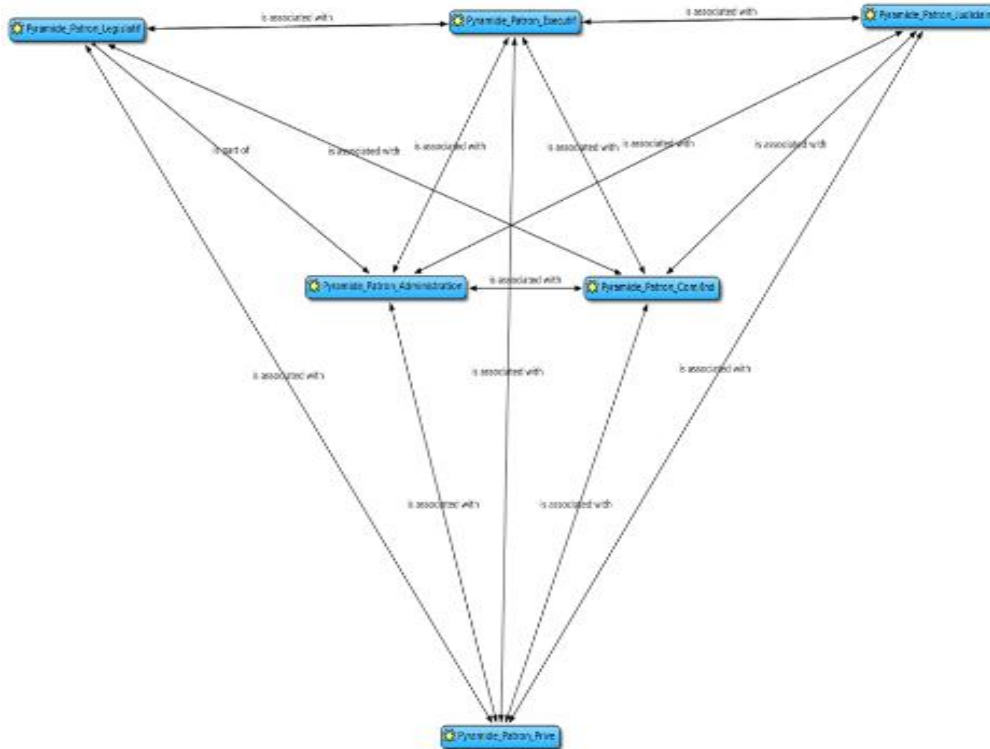 is associated with
is associated with
Pyramide_Patron_Legislatif
Pyramide_Patron_Executif
Pyramide_Patron_Judiciaire
is part of
is associated with
is associated with
is associated with
is associated with
is associated with
is associated with
Pyramide_Patron_Administration
Pyramide_Patron_ComEnd
is associated with
is associated with
is associated with
is associated with
is associated with
Pyramide_Patron_Prive